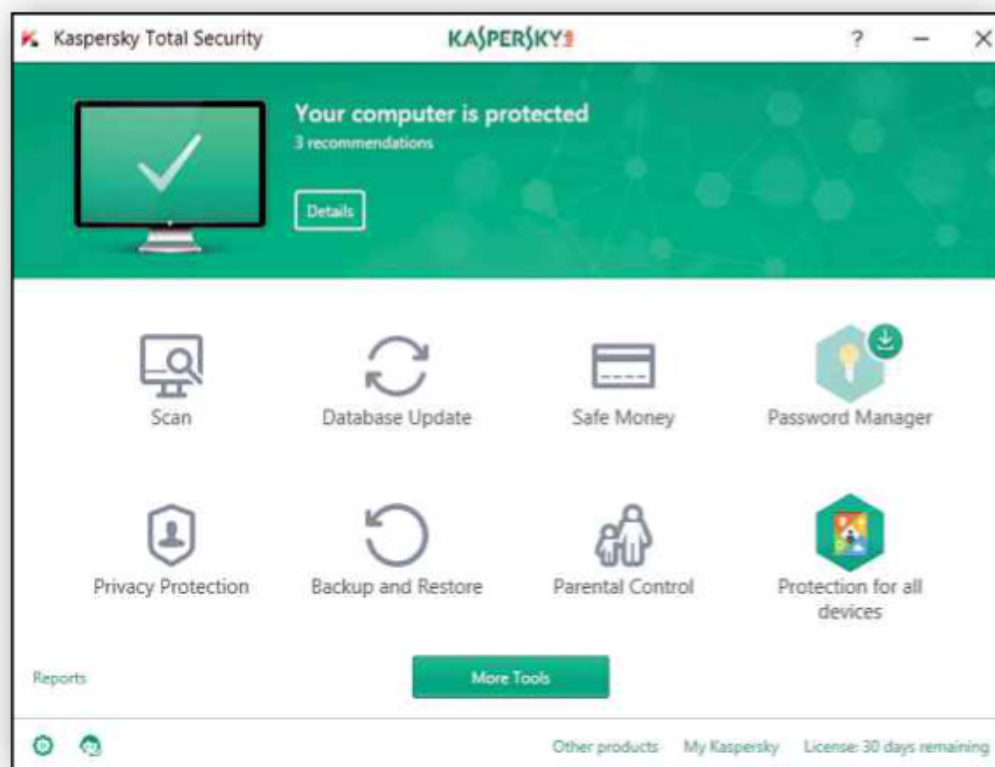 Kaspersky Total Security
KASPERSKY
?
Your computer is protected
3 recommendations
Details
Scan
Database Update
Safe Money
Password Manager
Privacy Protection
Backup and Restore
Parental Control
Protection for all
devices
Reports
More Tools
Other products My Kaspersky License: 30 days remaining